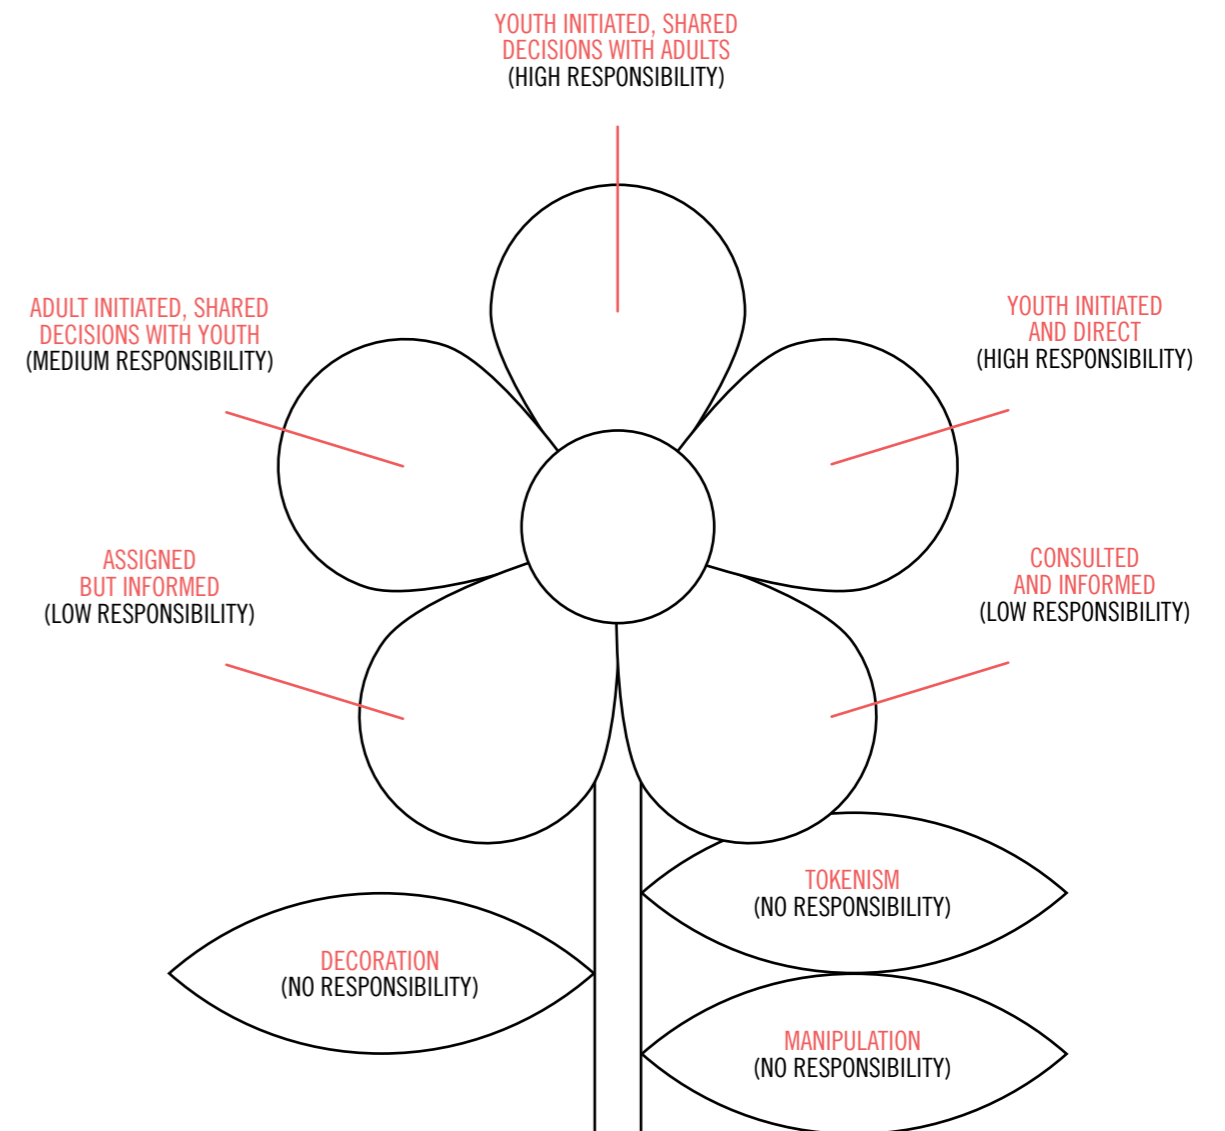 YOUTH INITIATED, SHARED
DECISIONS WITH ADULTS
(HIGH RESPONSIBILITY)
ADULT INITIATED, SHARED
DECISIONS WITH YOUTH
(MEDIUM RESPONSIBILITY)
YOUTH INITIATED
AND DIRECT
(HIGH RESPONSIBILITY)
ASSIGNED
BUT INFORMED
(LOW RESPONSIBILITY)
CONSULTED
AND INFORMED
(LOW RESPONSIBILITY)
TOKENISM
(NO RESPONSIBILITY)
DECORATION
(NO RESPONSIBILITY)
MANIPULATION
(NO RESPONSIBILITY)